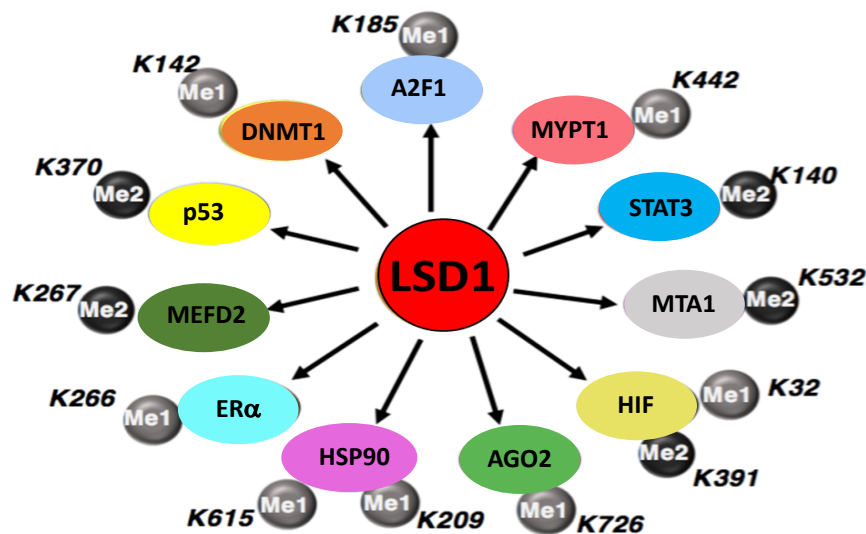 K185
Me1
A2F1
K142
Me1
DNMT1
K442
Me1
MYPT1
K370
Me2
p53
K140
Me2
STAT3
LSD1
K267
Me2
MEFD2
K532
Me2
MTA1
K266
Me1
ERα
K32
Me1
HIF
Me2
K391
HSP90
K615
Me1
Me1
K209
AGO2
Me1
K726